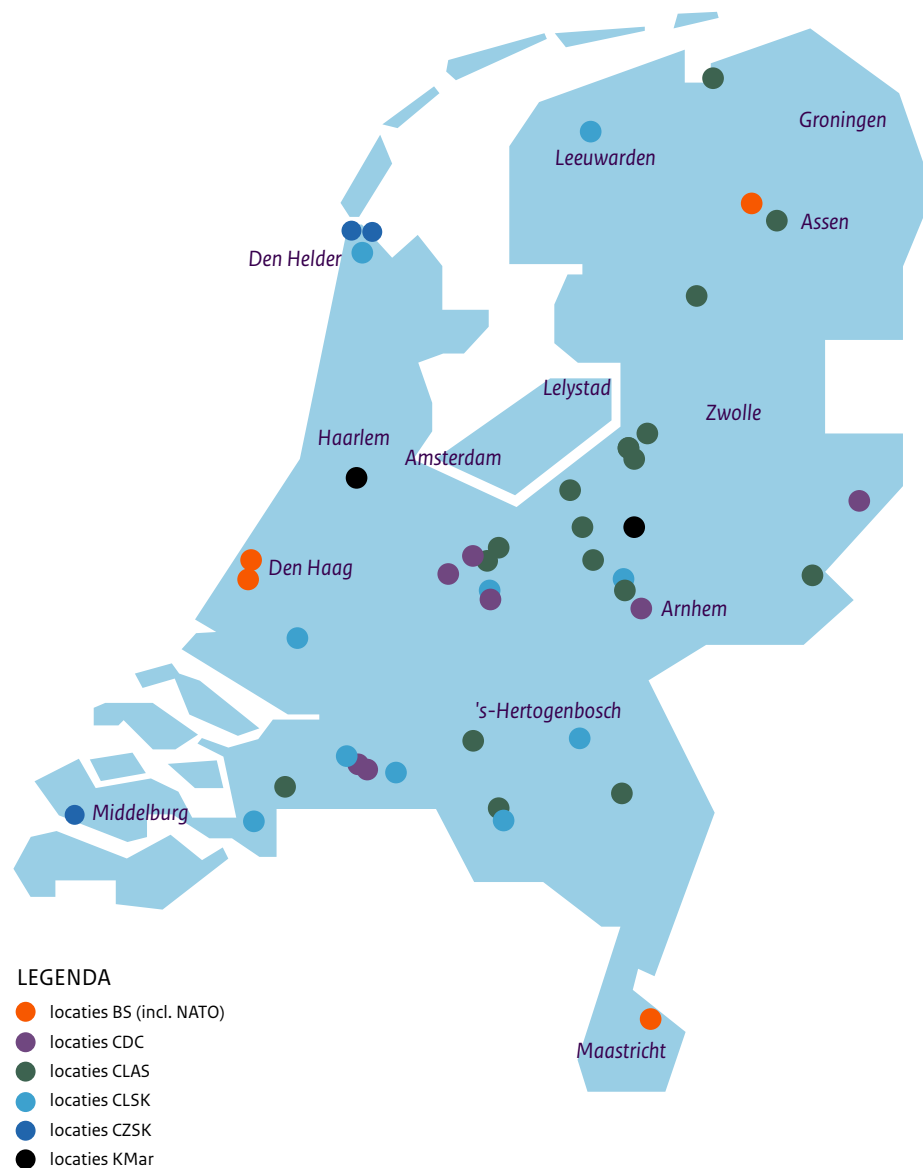 Groningen
Leeuwarden
Assen
Den Helder
Lelystad
Zwolle
Haarlem
Amsterdam
Den Haag
Arnhem
's-Hertogenbosch
Middelburg
Maastricht
LEGENDA
locaties BS (incl. NATO)
locaties CDC
locaties CLAS
locaties CLSK
locaties CZSK
locaties KMar